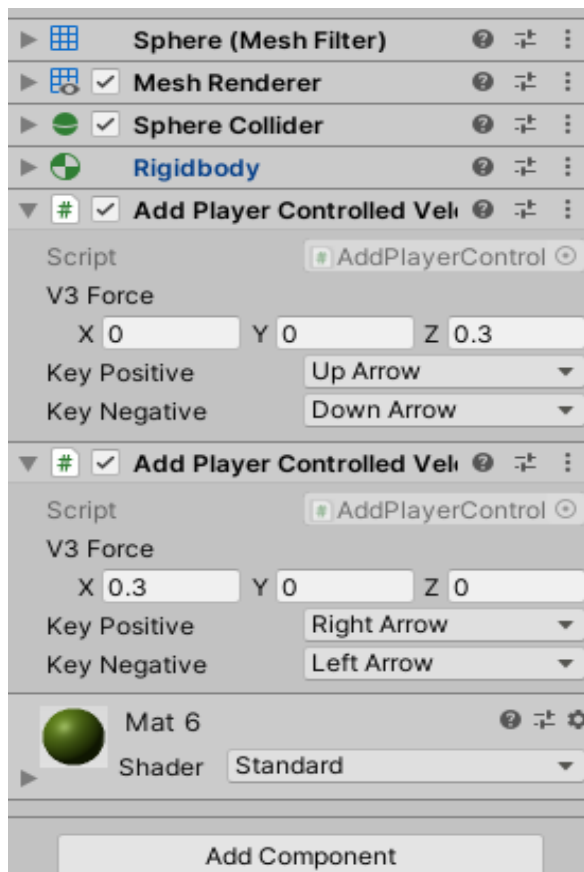 Sphere (Mesh Filter)
Mesh Renderer
Sphere Collider
Rigidbody
# Add Player Controlled Vel
Script # AddPlayerControl
V3 Force
X 0 Y 0 Z 0.3
Key Positive Up Arrow
Key Negative Down Arrow
# Add Player Controlled Vel
Script # AddPlayerControl
V3 Force
X 0.3 Y 0 Z 0
Key Positive Right Arrow
Key Negative Left Arrow
Mat 6
Shader Standard
Add Component